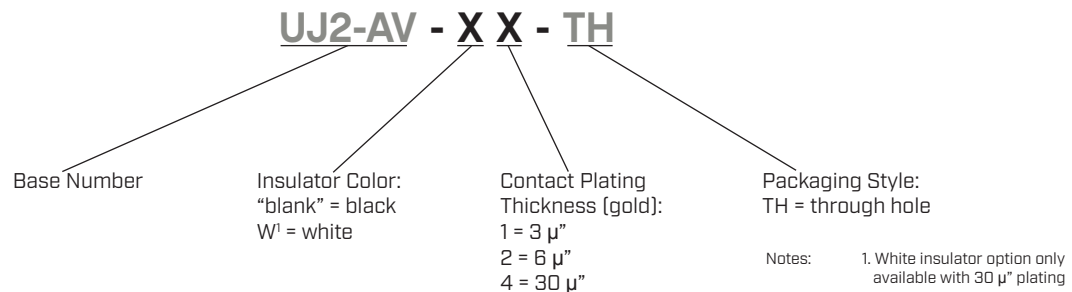 UJ2-AV - X X - TH
Base Number
Insulator Color:
"blank" = black
W¹ = white
Contact Plating
Thickness (gold):
1 = 3 µ"
2 = 6 µ"
4 = 30 µ"
Packaging Style:
TH = through hole
Notes: 1. White insulator option only
available with 30 µ" plating